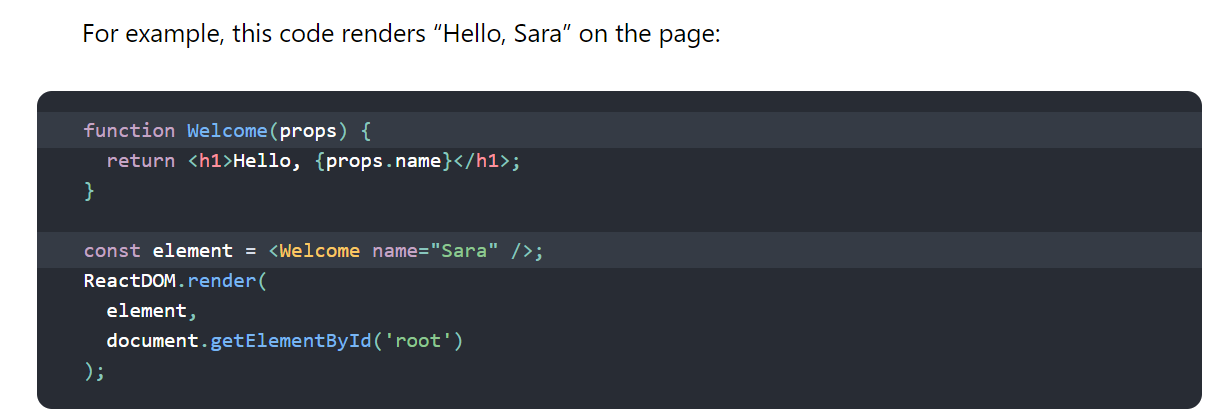 For example, this code renders “Hello, Sara” on the page:
function Welcome(props) {
  return <h1>Hello, {props.name}</h1>;
}
const element = <Welcome name="Sara" />;
ReactDOM.render(
  element,
  document.getElementById('root')
);